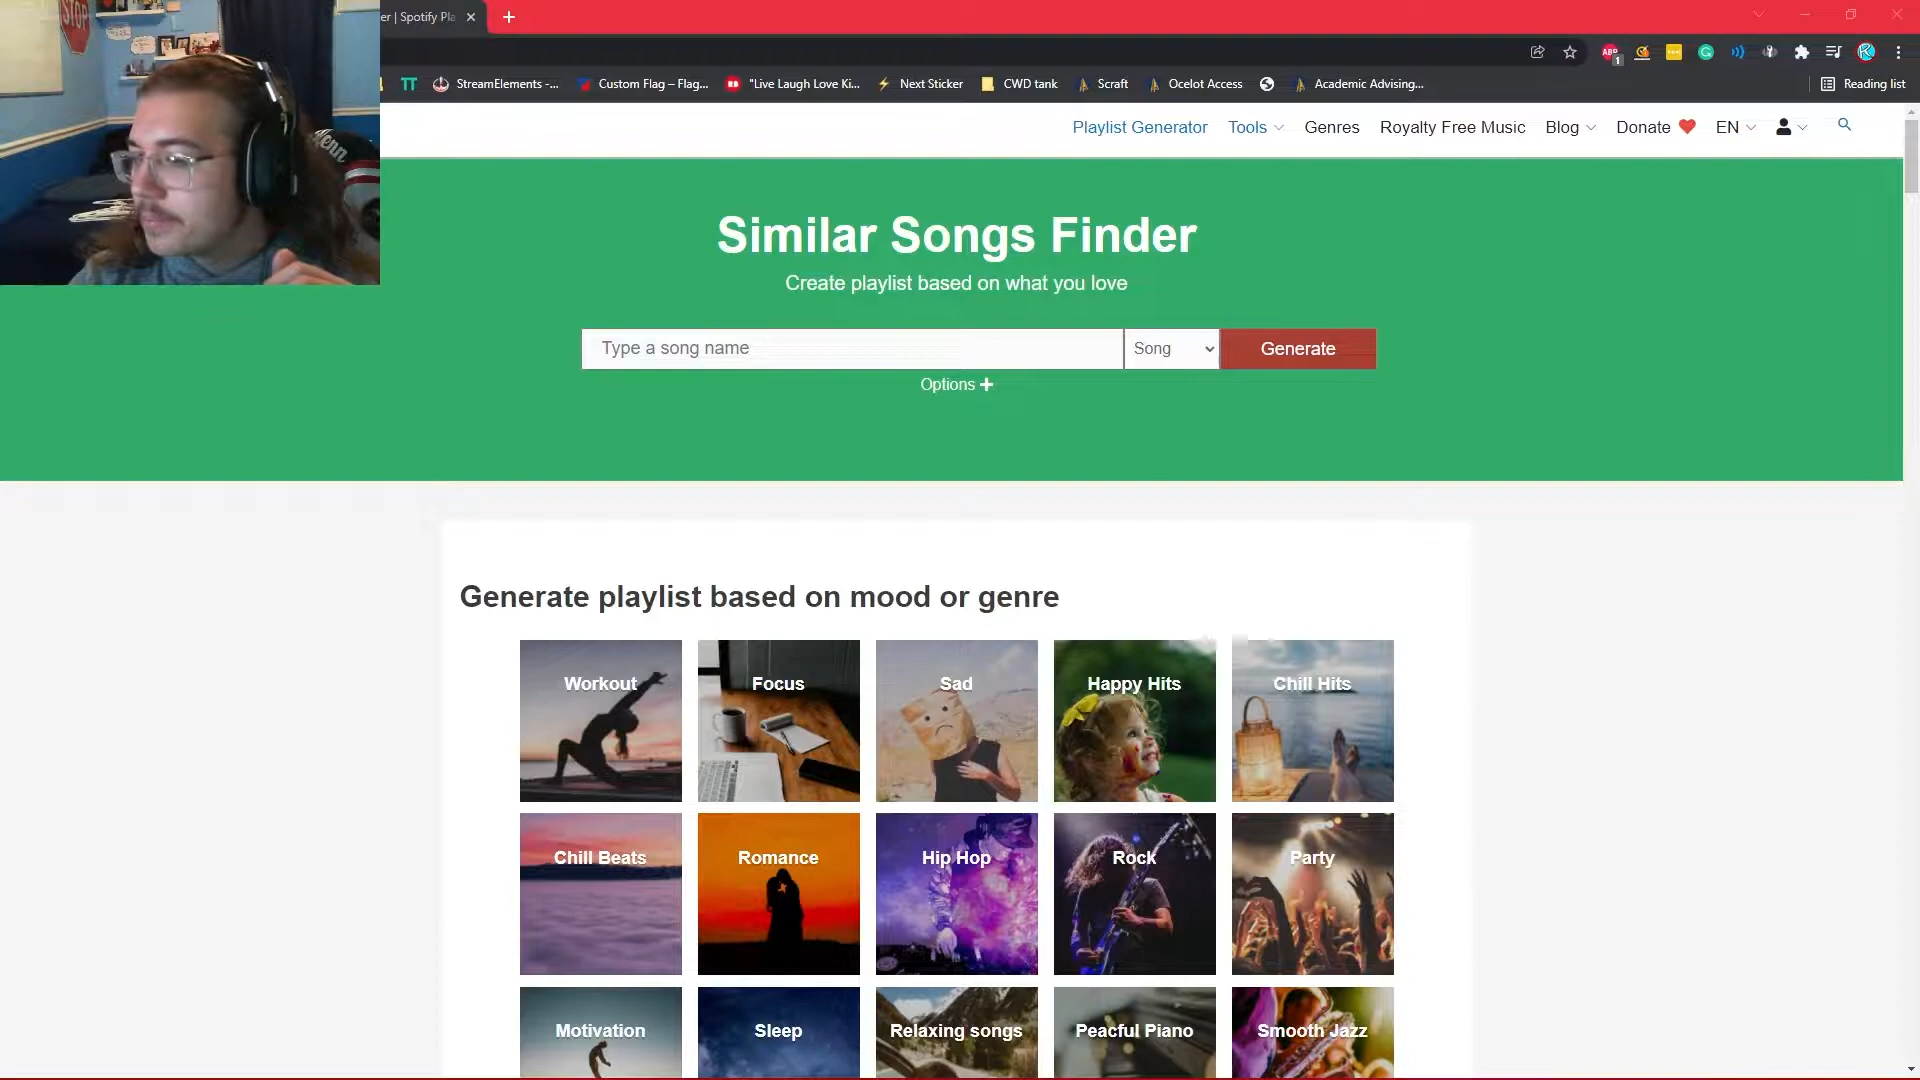 STOP
er | Spotify Pla
ABP
1
StreamElements -...
Custom Flag – Flag...
"Live Laugh Love Ki...
Next Sticker
CWD tank
Scraft
Ocelot Access
Academic Advising...
Reading list
Playlist Generator
Tools
Genres
Royalty Free Music
Blog
Donate
EN
Similar Songs Finder
Create playlist based on what you love
Type a song name
Song
Generate
Options +
Generate playlist based on mood or genre
Workout
Focus
Sad
Happy Hits
Chill Hits
Chill Beats
Romance
Hip Hop
Rock
Party
Motivation
Sleep
Relaxing songs
Peacful Piano
Smooth Jazz